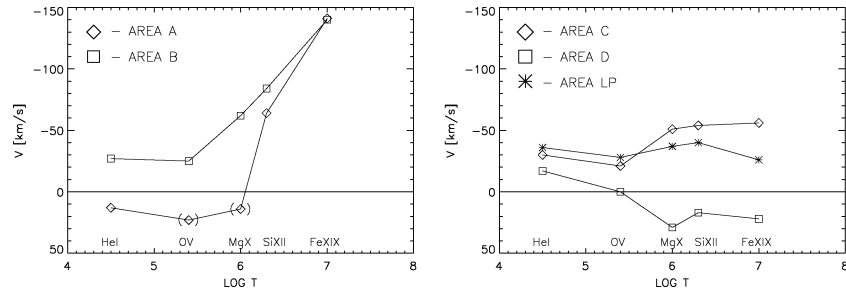 -150
-100
-50
0
50
V [km/s]
◇ – AREA A
□ – AREA B
HeI OV MgX SiXII FeXIX
( ) ( )
4 5 6 7 8
LOG T
-150
-100
-50
0
50
V [km/s]
◇ – AREA C
□ – AREA D
✳ – AREA LP
HeI OV MgX SiXII FeXIX
4 5 6 7 8
LOG T